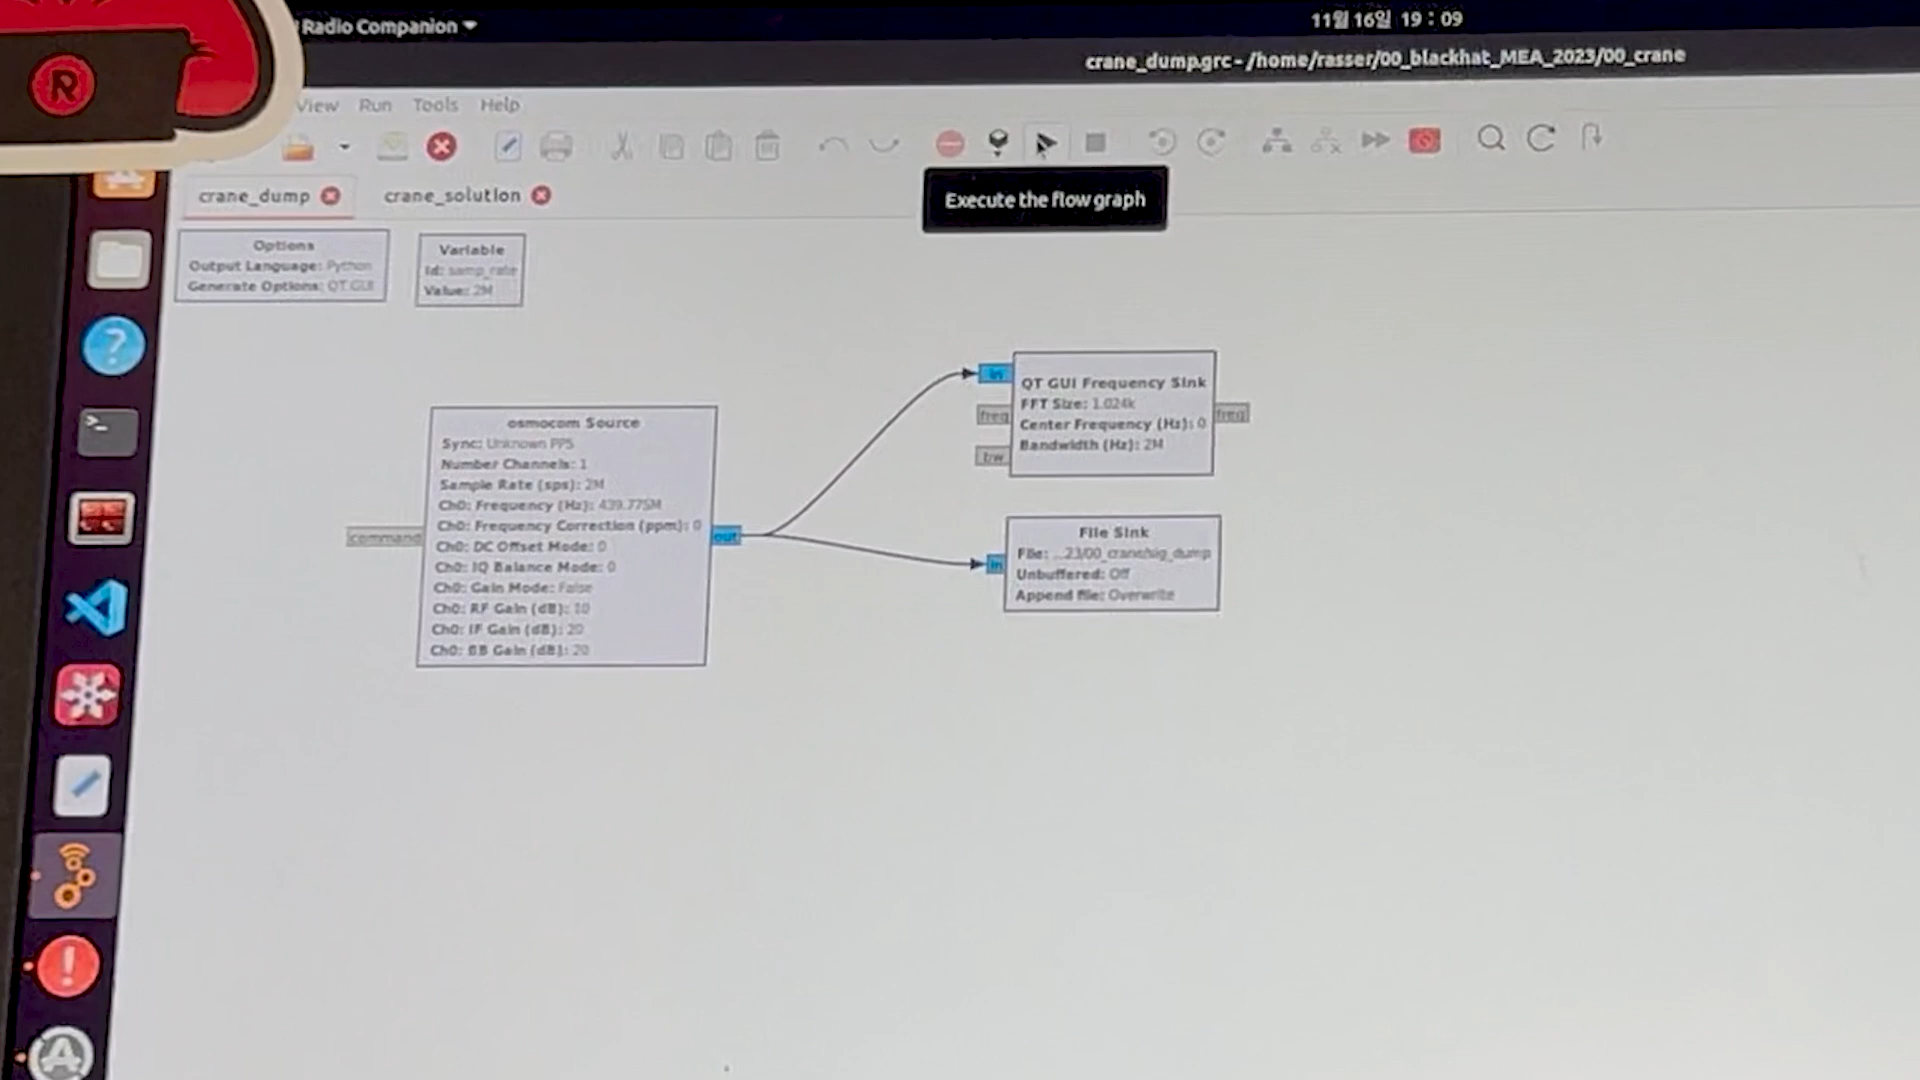 Radio Companion
11월 16일 19 : 09
crane_dump.grc - /home/rasser/00_blackhat_MEA_2023/00_crane
R
View Run Tools Help
crane_dump
crane_solution
Execute the flow graph
Options
Output Language: Python
Generate Options: QT GUI
Variable
Id: samp_rate
Value: 2M
osmocom Source
Sync: Unknown PPS
Number Channels: 1
Sample Rate (sps): 2M
Ch0: Frequency (Hz): 439.775M
Ch0: Frequency Correction (ppm): 0
Ch0: DC Offset Mode: 0
Ch0: IQ Balance Mode: 0
Ch0: Gain Mode: False
Ch0: RF Gain (dB): 10
Ch0: IF Gain (dB): 20
Ch0: BB Gain (dB): 20
command
out
in
freq
bw
QT GUI Frequency Sink
FFT Size: 1.024k
Center Frequency (Hz): 0
Bandwidth (Hz): 2M
freq
in
File Sink
File: ...23/00_crane/sig_dump
Unbuffered: Off
Append file: Overwrite